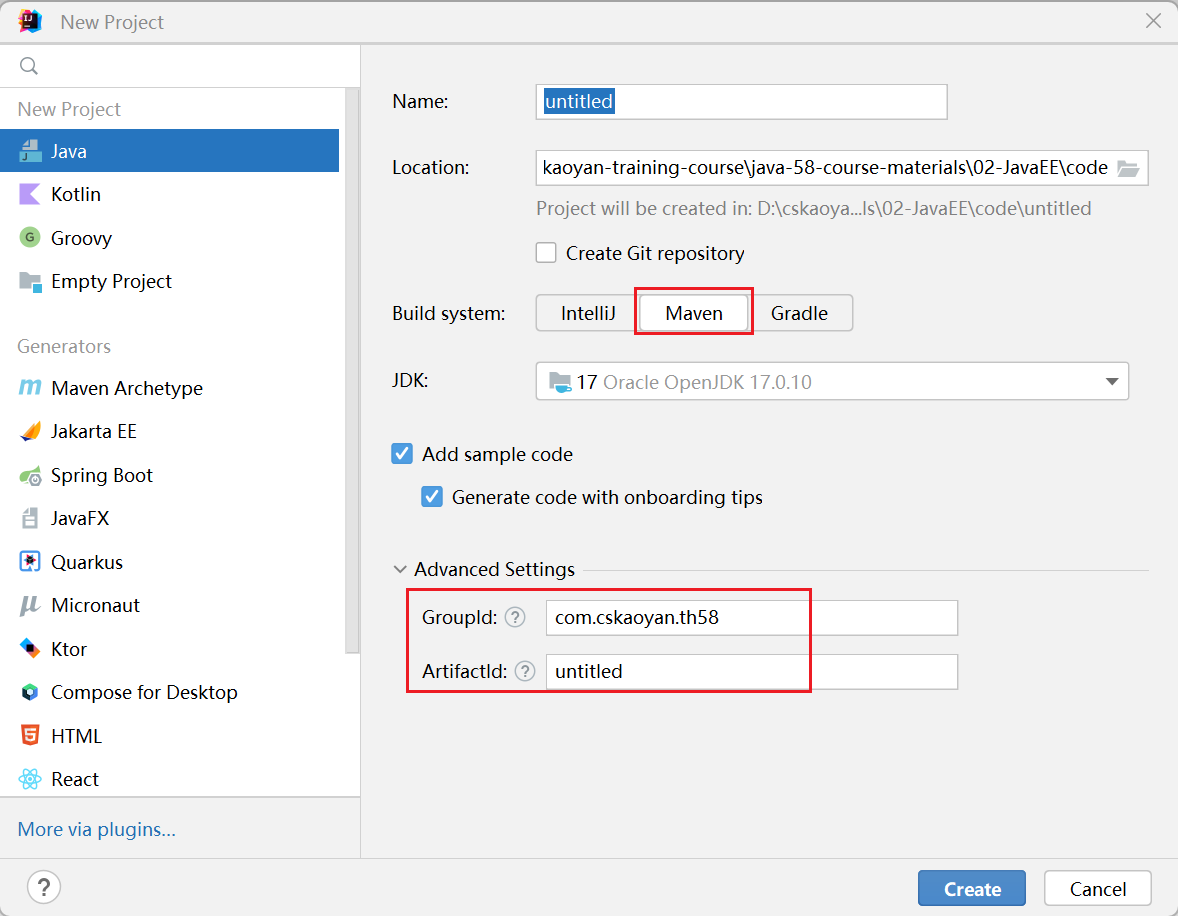 New Project
New Project
Java
Kotlin
Groovy
Empty Project
Generators
Maven Archetype
Jakarta EE
Spring Boot
JavaFX
Quarkus
Micronaut
Ktor
Compose for Desktop
HTML
React
More via plugins...
Name: untitled
Location: kaoyan-training-course\java-58-course-materials\02-JavaEE\code
Project will be created in: D:\cskaoya...ls\02-JavaEE\code\untitled
Create Git repository
Build system: IntelliJ Maven Gradle
JDK: 17 Oracle OpenJDK 17.0.10
Add sample code
Generate code with onboarding tips
Advanced Settings
GroupId: ? com.cskaoyan.th58
ArtifactId: ? untitled
? Create Cancel